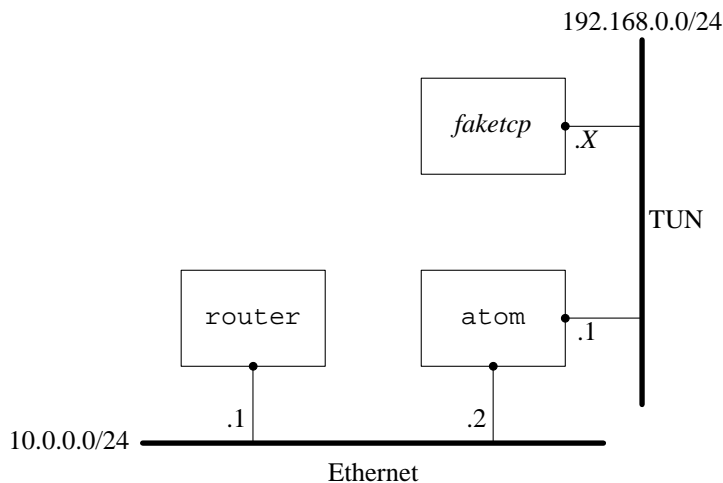 192.168.0.0/24
faketcp
.X
TUN
router
atom
.1
.1
.2
10.0.0.0/24
Ethernet